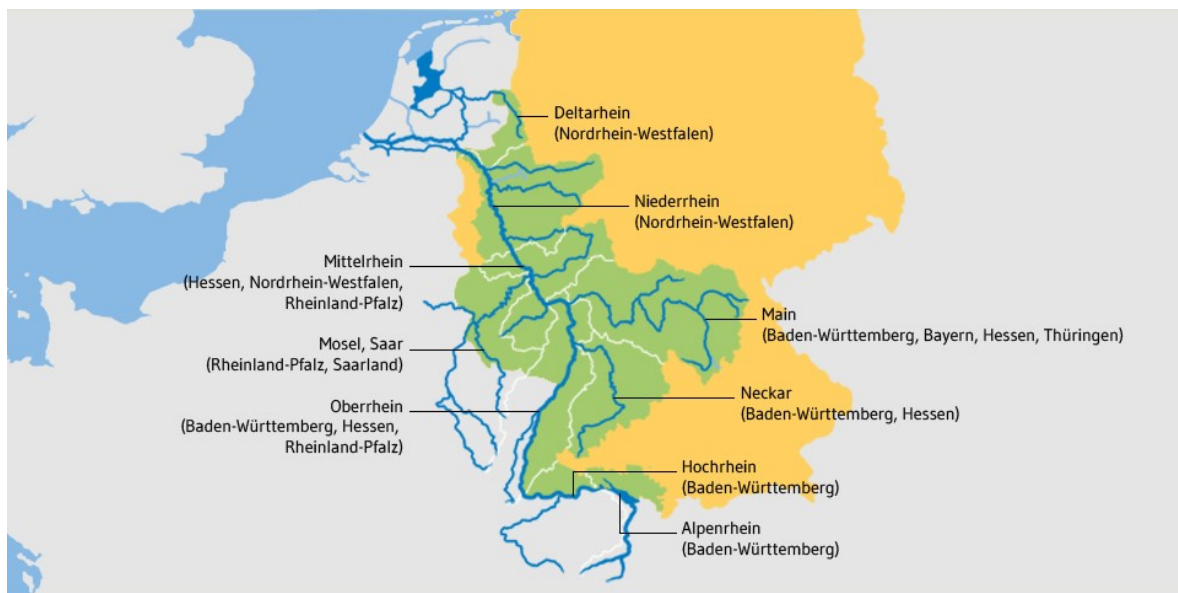 Deltarhein
(Nordrhein-Westfalen)
Niederrhein
(Nordrhein-Westfalen)
Mittelrhein
(Hessen, Nordrhein-Westfalen,
Rheinland-Pfalz)
Main
(Baden-Württemberg, Bayern, Hessen, Thüringen)
Mosel, Saar
(Rheinland-Pfalz, Saarland)
Neckar
(Baden-Württemberg, Hessen)
Oberrhein
(Baden-Württemberg, Hessen,
Rheinland-Pfalz)
Hochrhein
(Baden-Württemberg)
Alpenrhein
(Baden-Württemberg)